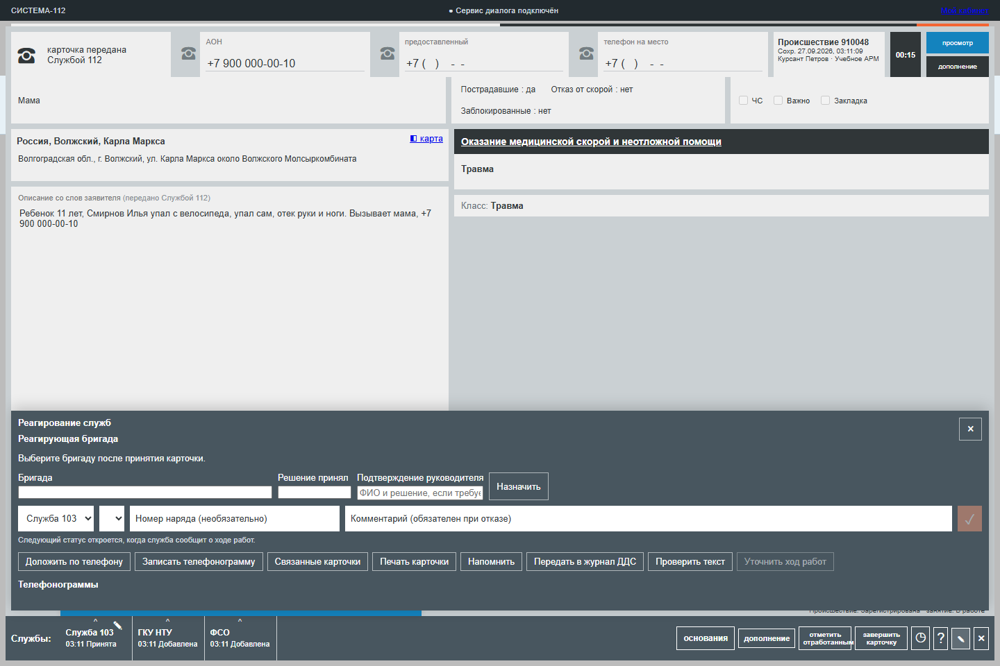 СИСТЕМА-112
● Сервис диалога подключён
Мой кабинет
карточка передана
Службой 112
АОН
+7 900 000-00-10
предоставленный
+7 (   )    -  -
телефон на место
+7 (   )    -  -
Происшествие 910048
Сохр. 27.09.2026, 03:11:09
Курсант Петров · Учебное АРМ
00:15
просмотр
дополнение
Мама
Пострадавшие : да
Отказ от скорой : нет
Заблокированные : нет
ЧС
Важно
Закладка
Россия, Волжский, Карла Маркса
карта
Волгоградская обл., г. Волжский, ул. Карла Маркса около Волжского Молсыркомбината
Оказание медицинской скорой и неотложной помощи
Травма
Класс: Травма
Описание со слов заявителя (передано Службой 112)
Ребенок 11 лет, Смирнов Илья упал с велосипеда, упал сам, отек руки и ноги. Вызывает мама, +7
900 000-00-10
Реагирование служб
×
Реагирующая бригада
Выберите бригаду после принятия карточки.
Бригада
Решение принял
Подтверждение руководителя
ФИО и решение, если требуе
Назначить
Служба 103
Номер наряда (необязательно)
Комментарий (обязателен при отказе)
✓
Следующий статус откроется, когда служба сообщит о ходе работ.
Доложить по телефону
Записать телефонограмму
Связанные карточки
Печать карточки
Напомнить
Передать в журнал ДДС
Проверить текст
Уточнить ход работ
Телефонограммы
Происшествие: Зарегистрирована · занятие: В работе
Службы:
^
Служба 103
03:11 Принята
^
ГКУ НТУ
03:11 Добавлена
^
ФСО
03:11 Добавлена
основания
дополнение
отметить
отработанным
завершить
карточку
?
×